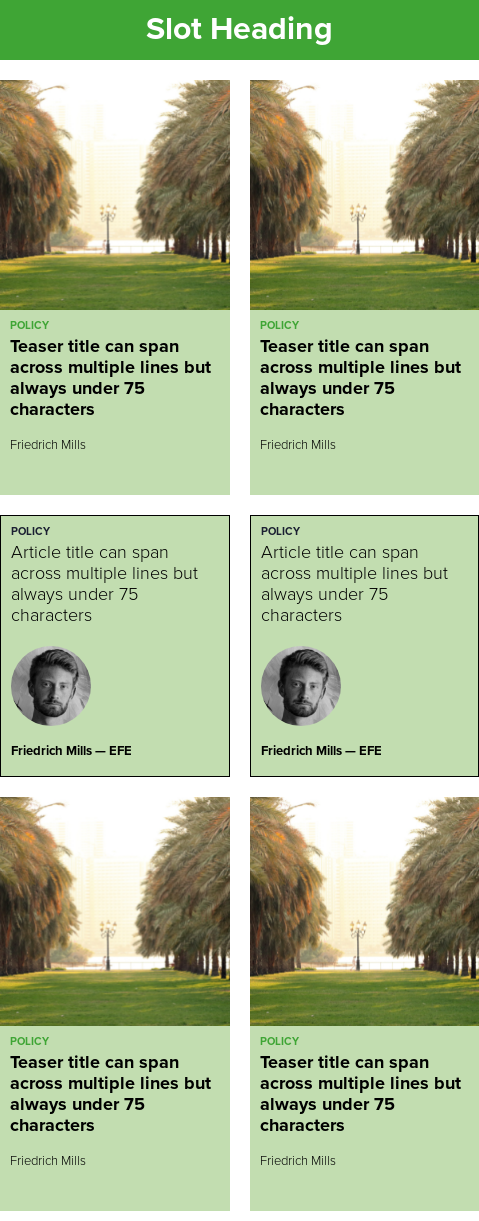 Slot Heading
POLICY
Teaser title can span
across multiple lines but
always under 75
characters
Friedrich Mills
POLICY
Teaser title can span
across multiple lines but
always under 75
characters
Friedrich Mills
POLICY
Article title can span
across multiple lines but
always under 75
characters
Friedrich Mills — EFE
POLICY
Article title can span
across multiple lines but
always under 75
characters
Friedrich Mills — EFE
POLICY
Teaser title can span
across multiple lines but
always under 75
characters
Friedrich Mills
POLICY
Teaser title can span
across multiple lines but
always under 75
characters
Friedrich Mills